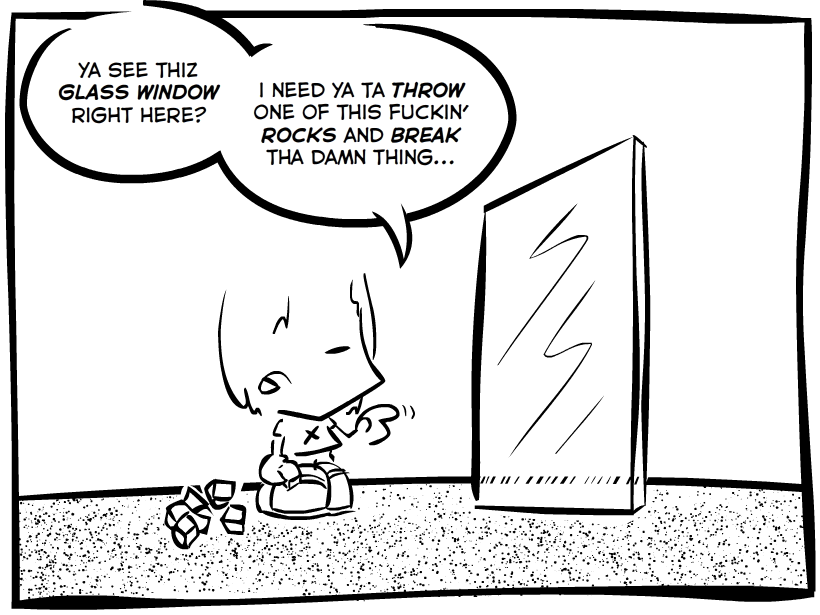 YA SEE THIZ
GLASS WINDOW
RIGHT HERE?
I NEED YA TA THROW
ONE OF THIS FUCKIN'
ROCKS AND BREAK
THA DAMN THING...